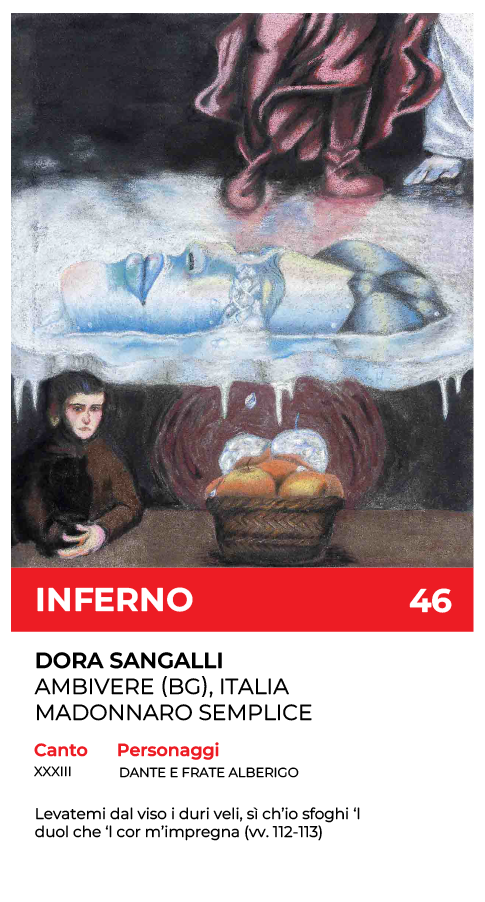 INFERNO 46
DORA SANGALLI
AMBIVERE (BG), ITALIA
MADONNARO SEMPLICE
Canto Personaggi
XXXIII DANTE E FRATE ALBERIGO
Levatemi dal viso i duri veli, sì ch’io sfoghi ‘l
duol che ‘l cor m’impregna (vv. 112-113)